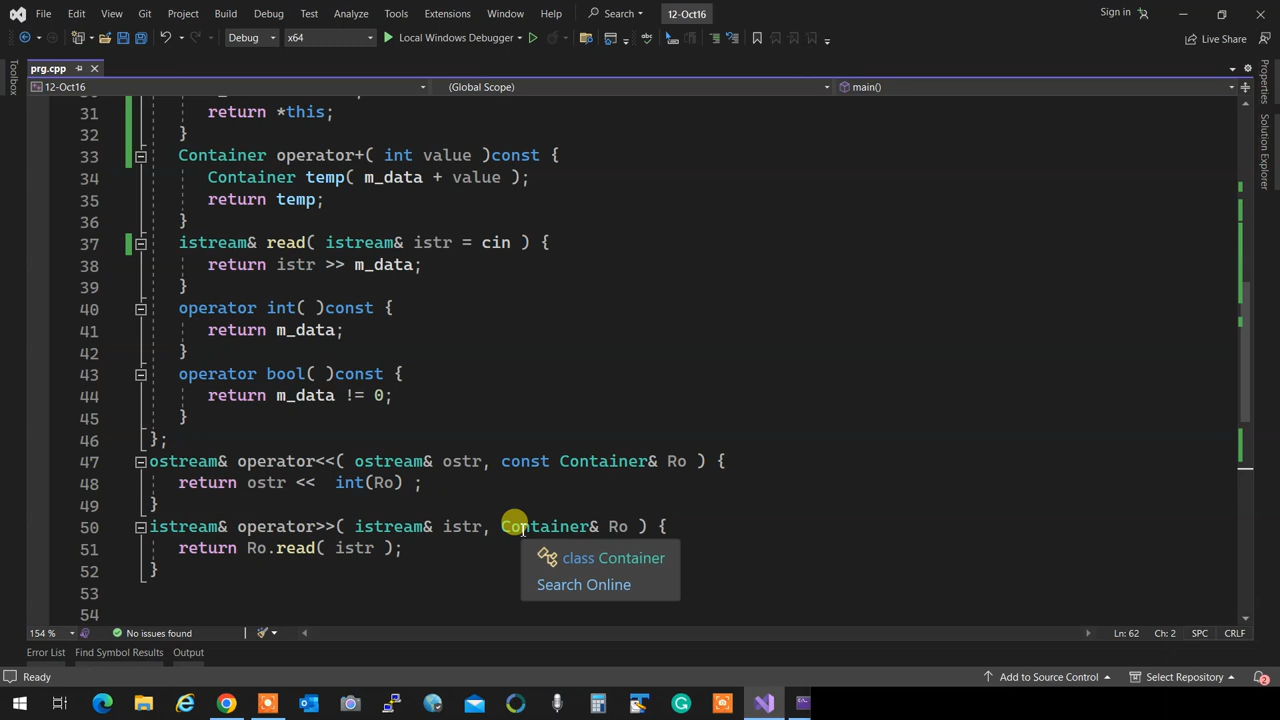 File Edit View Git Project Build Debug Test Analyze Tools Extensions Window Help Search 12-Oct16 Sign in
Debug x64 Local Windows Debugger Live Share
prg.cpp
12-Oct16 (Global Scope) main()
Toolbox
Properties
Solution Explorer
31 return *this;
32 }
33 Container operator+( int value )const {
34 Container temp( m_data + value );
35 return temp;
36 }
37 istream& read( istream& istr = cin ) {
38 return istr >> m_data;
39 }
40 operator int( )const {
41 return m_data;
42 }
43 operator bool( )const {
44 return m_data != 0;
45 }
46 };
47 ostream& operator<<( ostream& ostr, const Container& Ro ) {
48 return ostr <<  int(Ro) ;
49 }
50 istream& operator>>( istream& istr, Container& Ro ) {
51 return Ro.read( istr );
52 }
53
54
class Container
Search Online
154 % No issues found Ln: 62 Ch: 2 SPC CRLF
Error List Find Symbol Results Output
Ready Add to Source Control Select Repository 2